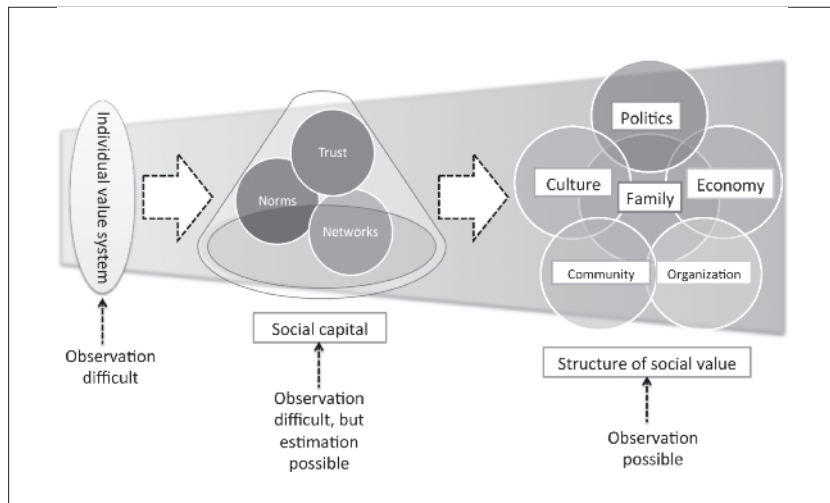 Individual value
system
Trust
Norms
Networks
Social capital
Politics
Culture
Family
Economy
Community
Organization
Structure of social value
Observation
difficult
Observation
difficult, but
estimation
possible
Observation
possible